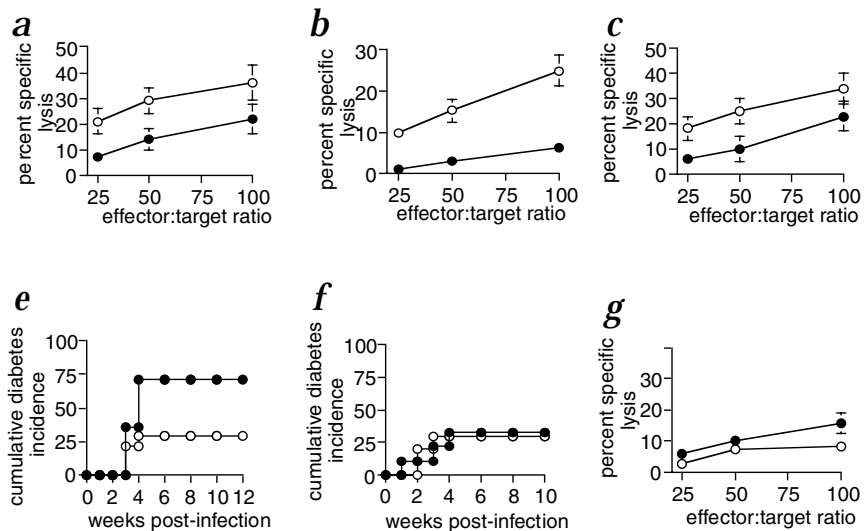 a
50
40
30
20
10
0
percent specific
lysis
25 50 75 100
effector:target ratio
b
30
20
10
0
percent specific
lysis
25 50 75 100
effector:target ratio
c
50
40
30
20
10
0
percent specific
lysis
25 50 75 100
effector:target ratio
e
100
75
50
25
0
cumulative diabetes
incidence
0 2 4 6 8 10 12
weeks post-infection
f
100
75
50
25
0
cumulative diabetes
incidence
0 2 4 6 8 10
weeks post-infection
g
30
20
10
0
percent specific
lysis
25 50 75 100
effector:target ratio